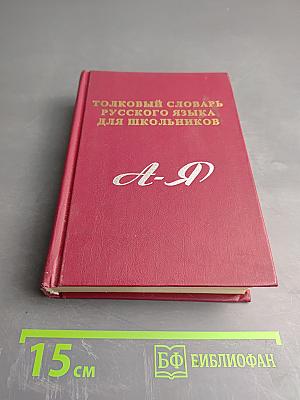 ТОЛКОВЫЙ СЛОВАРЬ
РУССКОГО ЯЗЫКА
ДЛЯ ШКОЛЬНИКОВ
А-Я
15 см
БФ БИБЛИОФАН